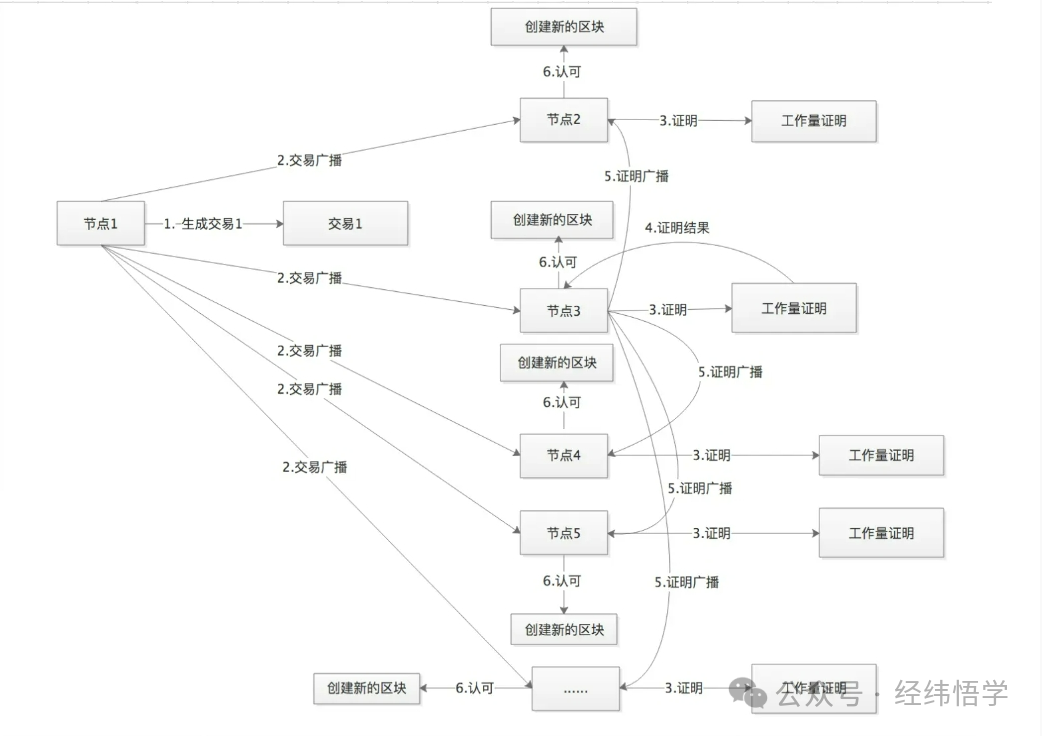 创建新的区块
6.认可
节点2
3.证明
工作量证明
2.交易广播
5.证明广播
节点1
1.生成交易1
交易1
创建新的区块
4.证明结果
6.认可
2.交易广播
节点3
3.证明
工作量证明
2.交易广播
创建新的区块
5.证明广播
2.交易广播
6.认可
节点4
3.证明
工作量证明
2.交易广播
5.证明广播
节点5
3.证明
工作量证明
6.认可
5.证明广播
创建新的区块
创建新的区块
6.认可
......
3.证明
工作量证明
公众号 · 经纬悟学